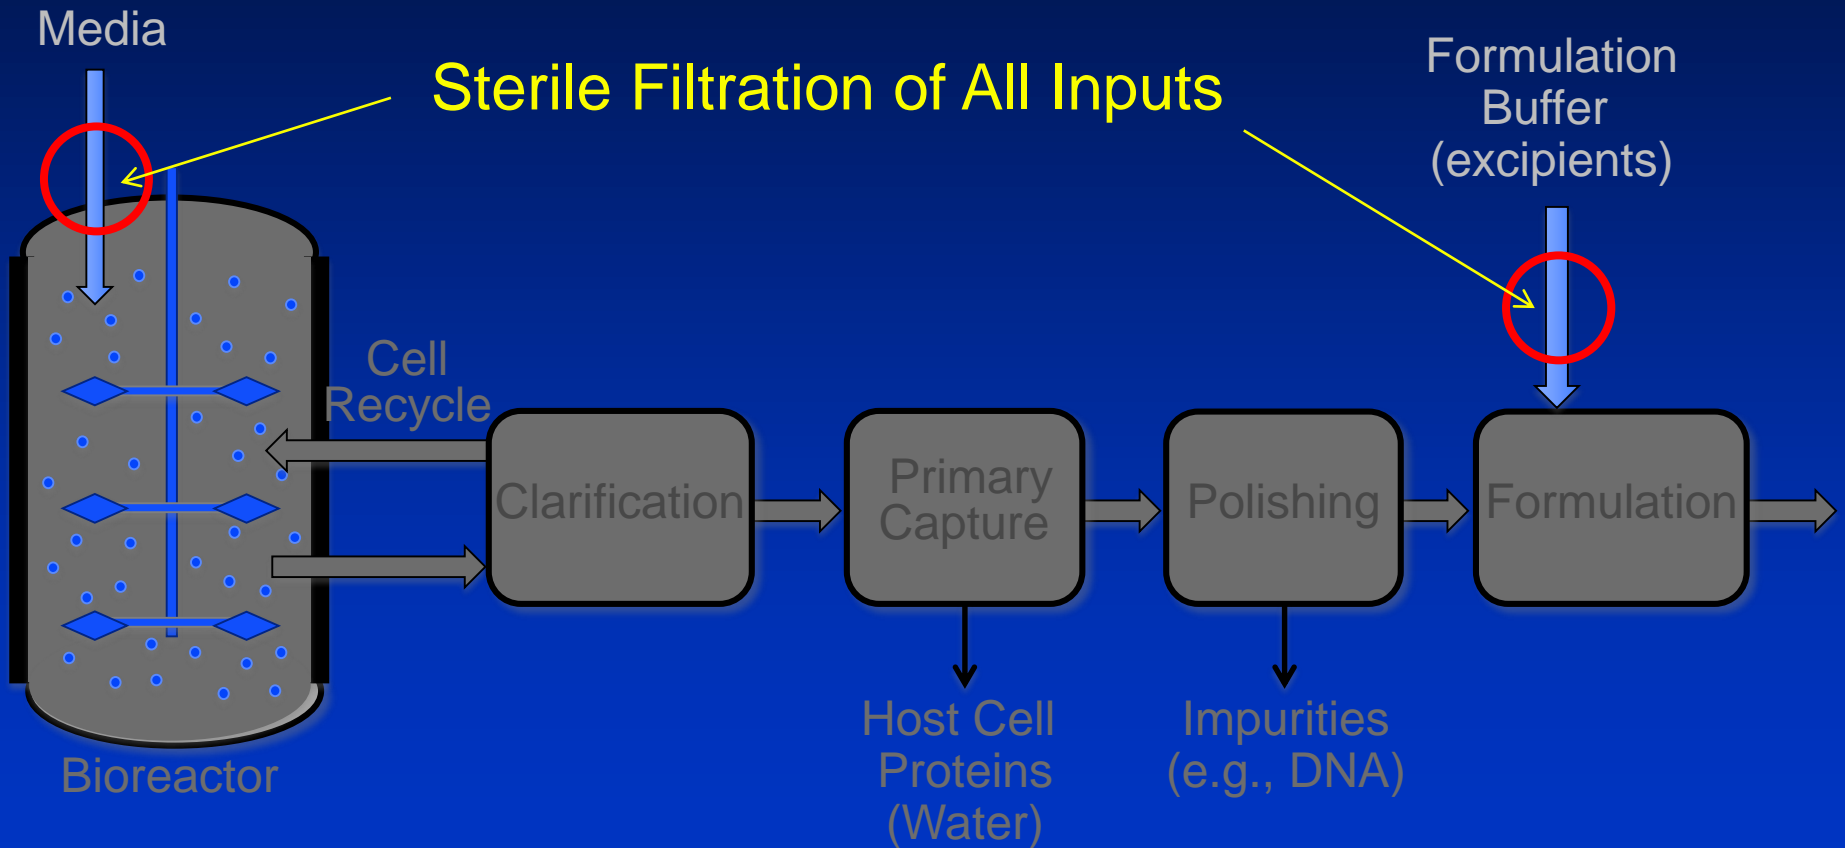 Media
Sterile Filtration of All Inputs
Formulation
Buffer
(excipients)
Cell
Recycle
Clarification
Primary
Capture
Polishing
Formulation
Host Cell
Proteins
(Water)
Impurities
(e.g., DNA)
Bioreactor